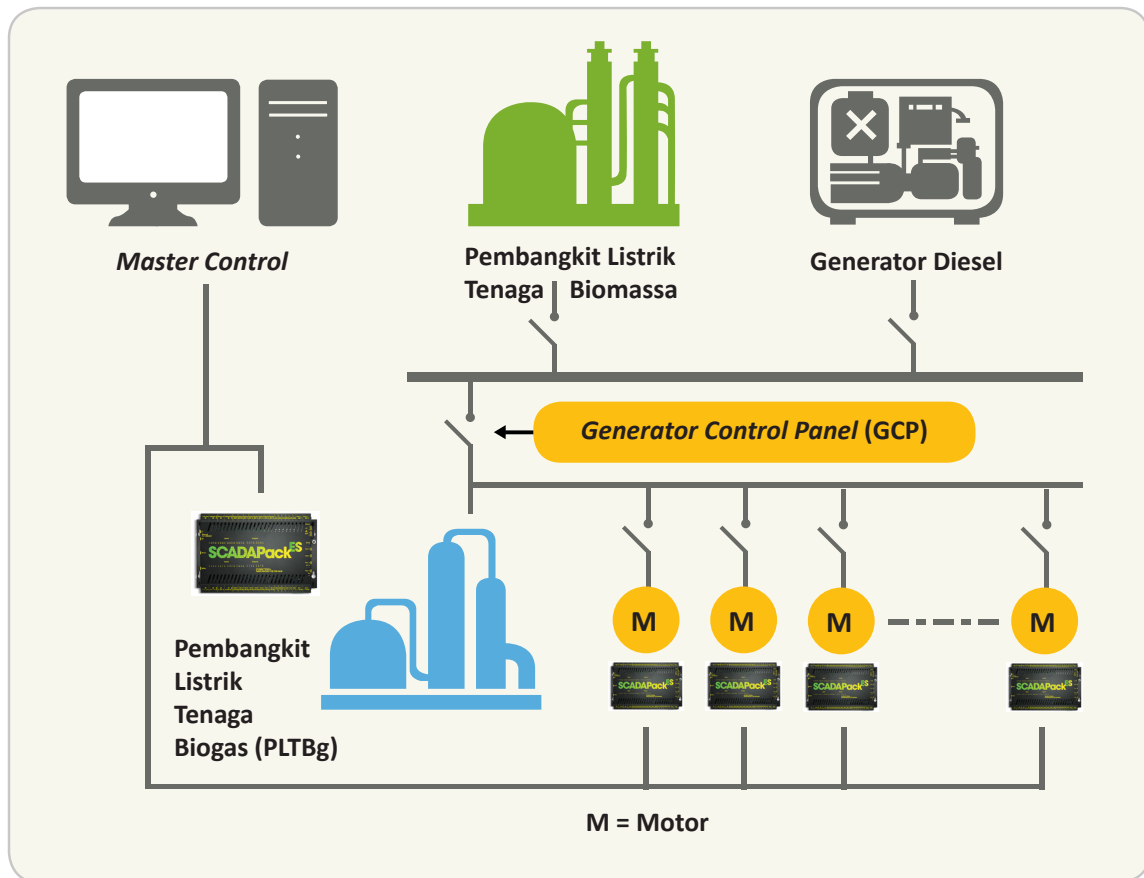 Master Control
Pembangkit Listrik
Tenaga Biomassa
Generator Diesel
Generator Control Panel (GCP)
SCADAPack ES
Pembangkit
Listrik
Tenaga
Biogas (PLTBg)
M
M
M
M
SCADAPack ES
SCADAPack ES
SCADAPack ES
SCADAPack ES
M = Motor